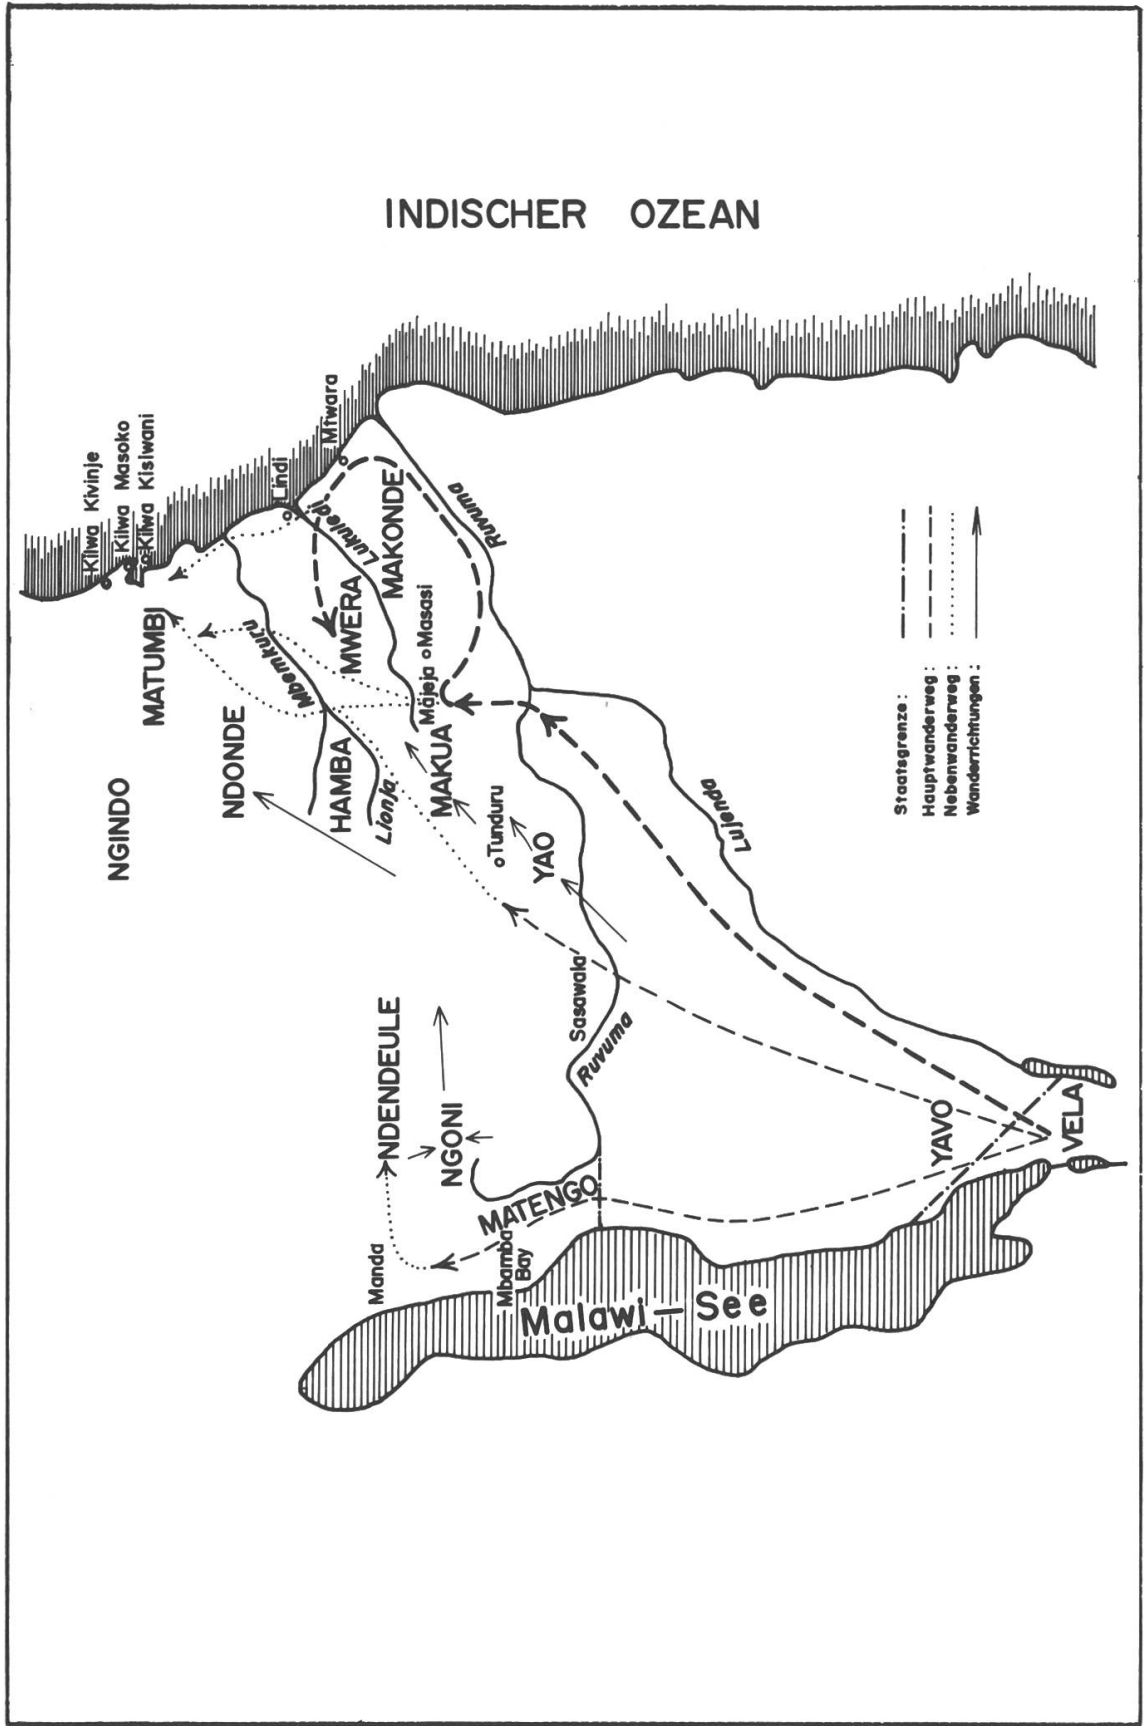 INDISCHER OZEAN
Kilwa Kivinje
Kilwa Masoko
Kilwa Kisiwani
Lindi
Mtwara
MATUMBI
Mbemkuru
Lukuledi
MWERA
MAKONDE
Ruvuma
NGINDO
NDONDE
HAMBA
Lionja
Majeja
Masasi
MAKUA
Tunduru
YAO
Lujenda
NDENDEULE
NGONI
Sasawala
Ruvuma
Manda
MATENGO
Mbamba
Bay
Malawi-See
YAVO
VELA
Staatsgrenze :
Hauptwanderweg :
Nebenwanderweg :
Wanderrichtungen :